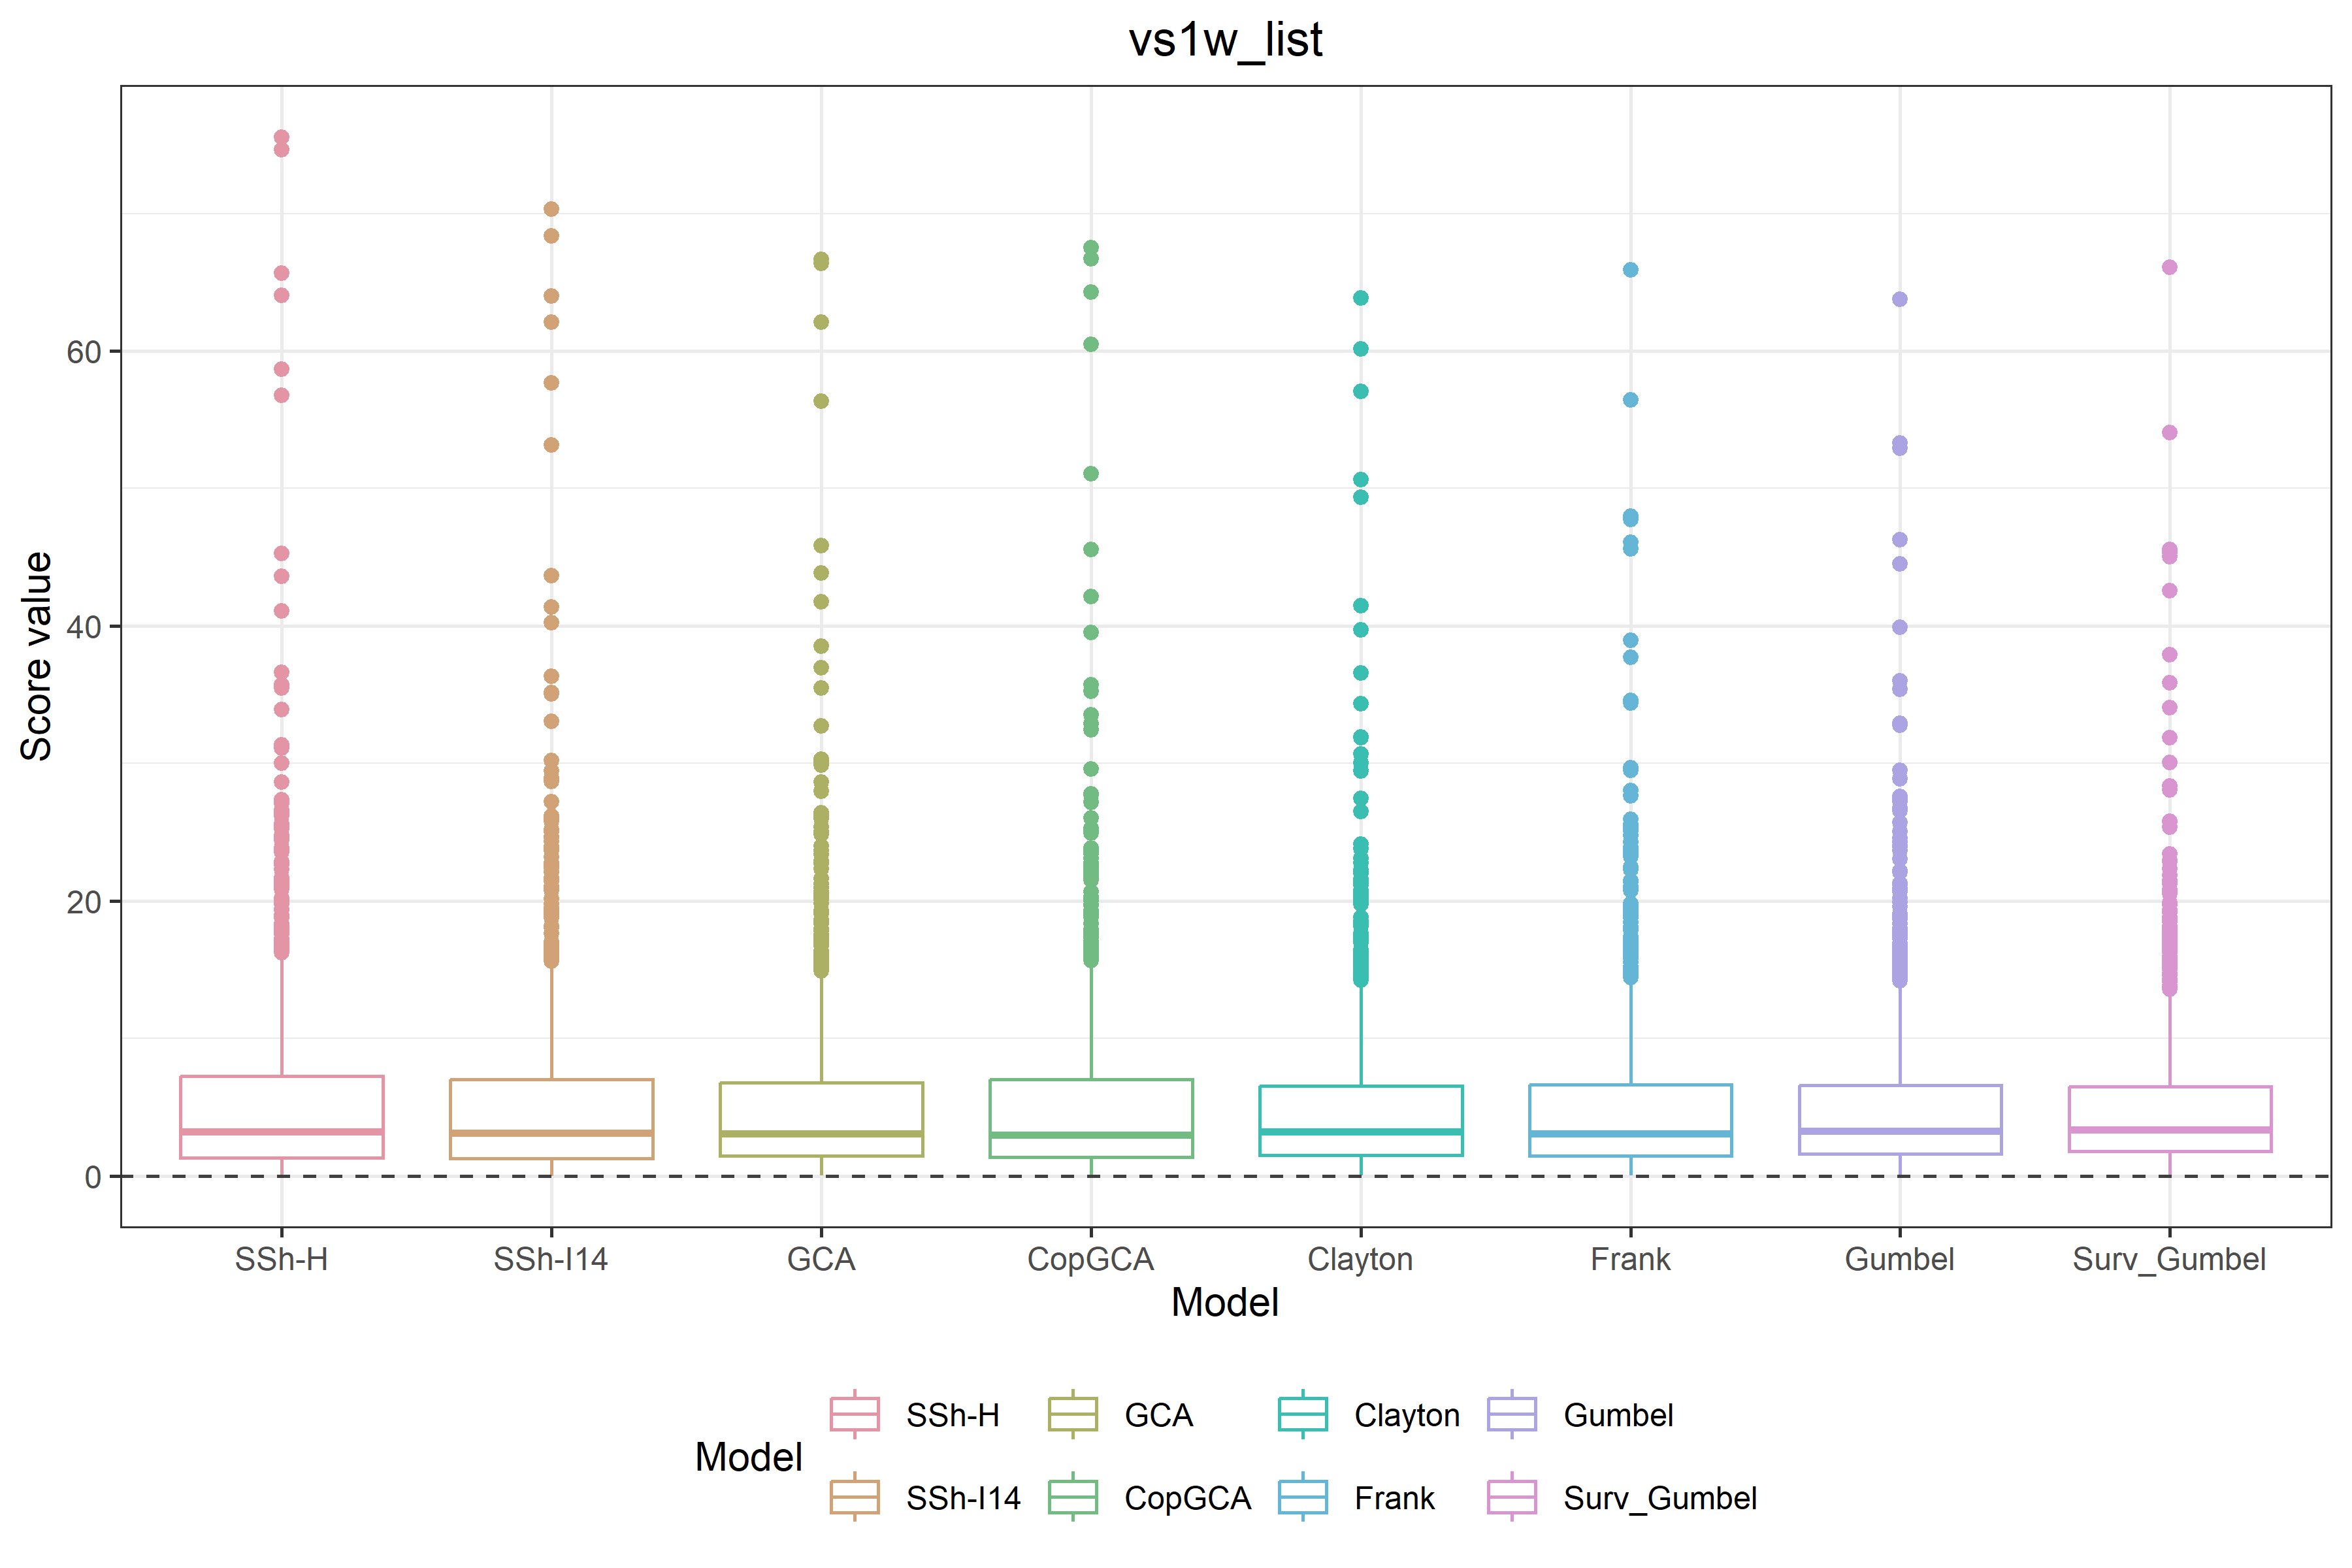 vs1w_list
Score value
60
40
20
0
SSh-H SSh-I14 GCA CopGCA Clayton Frank Gumbel Surv_Gumbel
Model
Model
SSh-H GCA Clayton Gumbel
SSh-I14 CopGCA Frank Surv_Gumbel